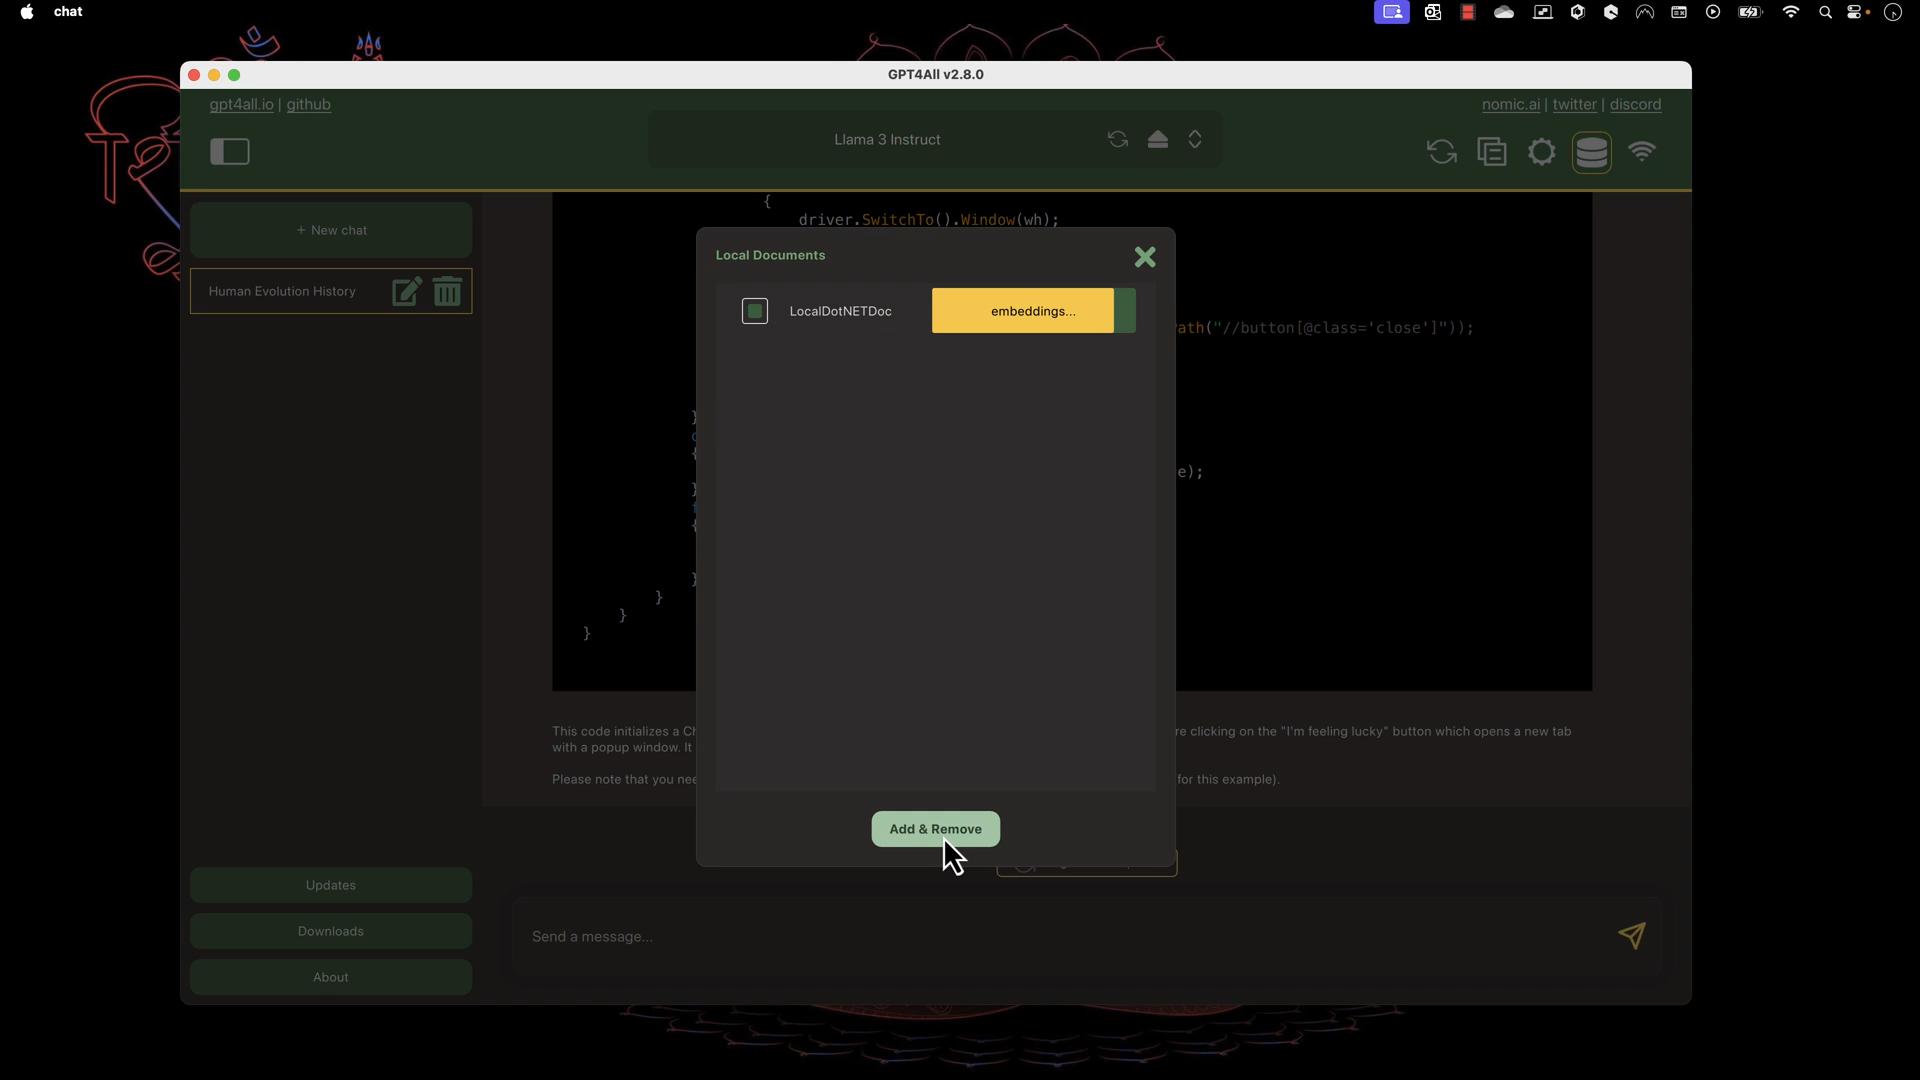 chat
GPT4All v2.8.0
gpt4all.io | github
nomic.ai | twitter | discord
Llama 3 Instruct
+ New chat
Human Evolution History
{
driver.SwitchTo().Window(wh);
Local Documents
LocalDotNETDoc
embeddings...
ath("//button[@class='close']"));
}
{
e);
}
{
}
}
}
}
This code initializes a
re clicking on the "I'm feeling lucky" button which opens a new tab
with a popup window. It
Please note that you
for this example).
Add & Remove
Updates
Send a message...
Downloads
About